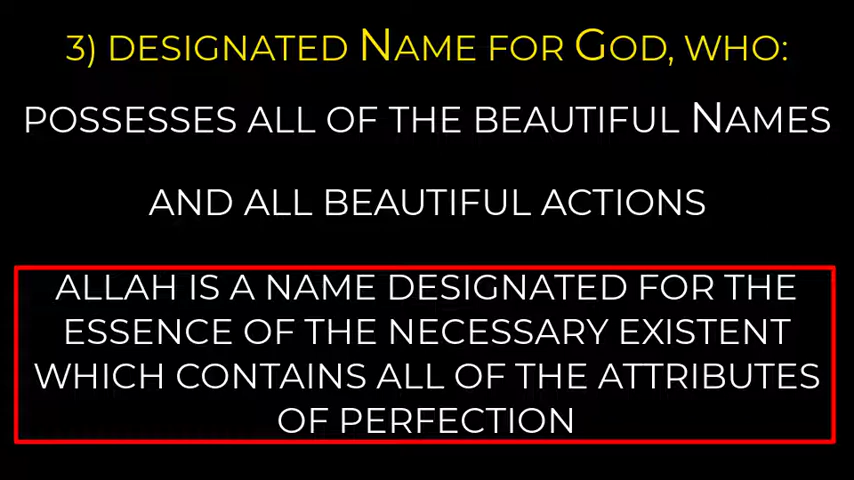 3) DESIGNATED NAME FOR GOD, WHO:
POSSESSES ALL OF THE BEAUTIFUL NAMES
AND ALL BEAUTIFUL ACTIONS
ALLAH IS A NAME DESIGNATED FOR THE
ESSENCE OF THE NECESSARY EXISTENT
WHICH CONTAINS ALL OF THE ATTRIBUTES
OF PERFECTION